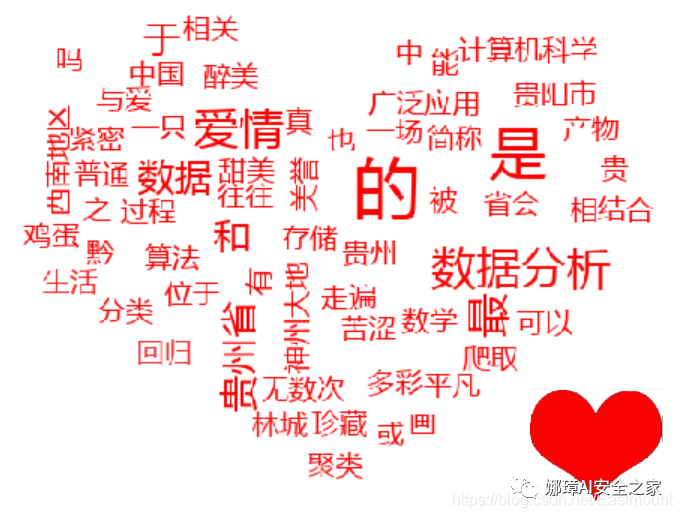 于
相关
吗
中国
醉美
中
能
计算机科学
与爱
广泛应用
贵阳市
西南地区
紧密
一只
爱情
真
也
一场
简称
是
产物
普通
数据
甜美
往往
美誉
的
被
省会
贵
相结合
之
过程
鸡蛋
黔
算法
和
存储
贵州
数据分析
生活
位于
有
神州大地
走遍
分类
贵州省
苦涩
数学
最
可以
回归
爬取
无数次
多彩
平凡
林城
珍藏
或
画
聚类
娜璋AI安全之家
https://blog.csdn.net/Eastmount